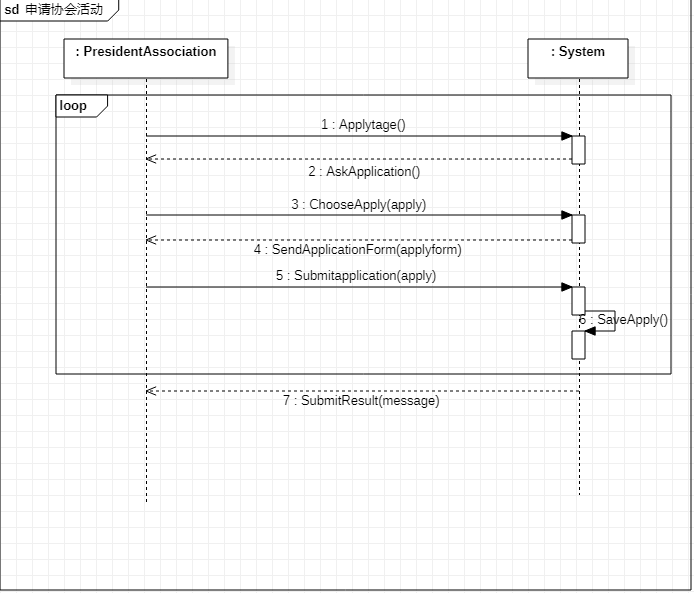 sd 申请协会活动
: PresidentAssociation
: System
loop
1 : Applytage()
2 : AskApplication()
3 : ChooseApply(apply)
4 : SendApplicationForm(applyform)
5 : Submitapplication(apply)
6 : SaveApply()
7 : SubmitResult(message)